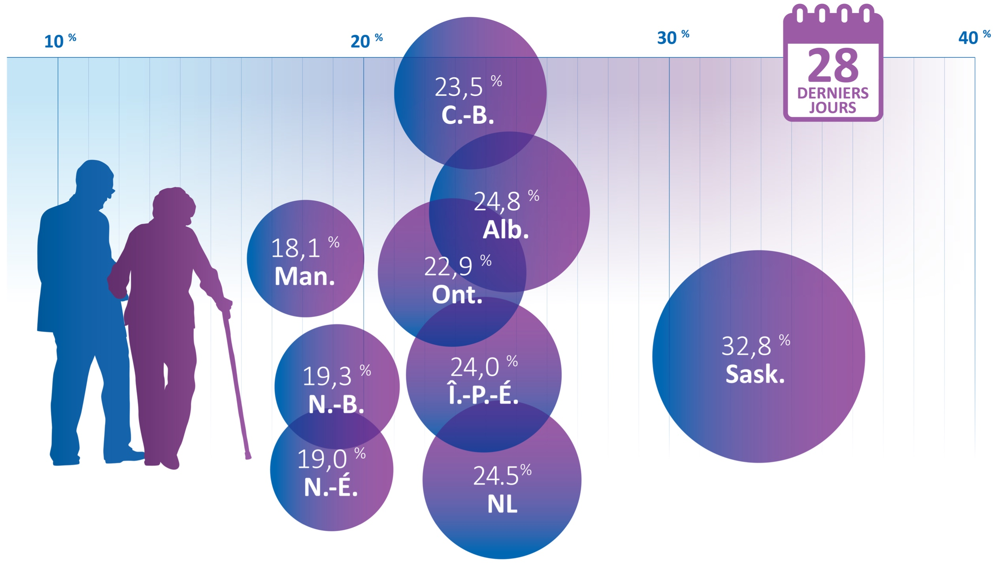 10 %
20 %
30 %
40 %
28
DERNIERS
JOURS
23,5 %
C.-B.
24,8 %
Alb.
18,1 %
Man.
22,9 %
Ont.
32,8 %
Sask.
19,3 %
N.-B.
24,0 %
Î.-P.-É.
19,0 %
N.-É.
24.5%
NL